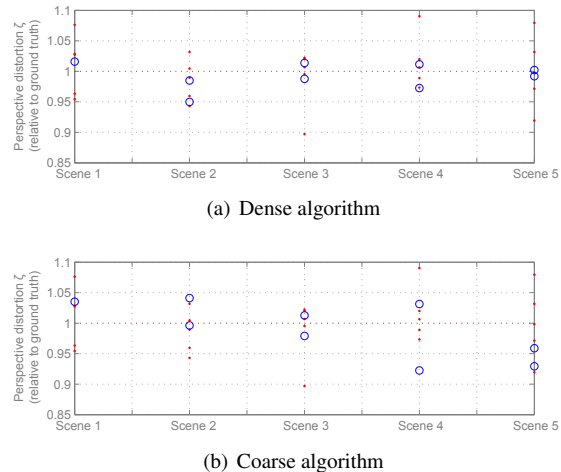 1.1
1.05
1
0.95
0.9
0.85
Perspective distortion ζ
(relative to ground truth)
Scene 1 Scene 2 Scene 3 Scene 4 Scene 5
(a) Dense algorithm
1.1
1.05
1
0.95
0.9
0.85
Perspective distortion ζ
(relative to ground truth)
Scene 1 Scene 2 Scene 3 Scene 4 Scene 5
(b) Coarse algorithm